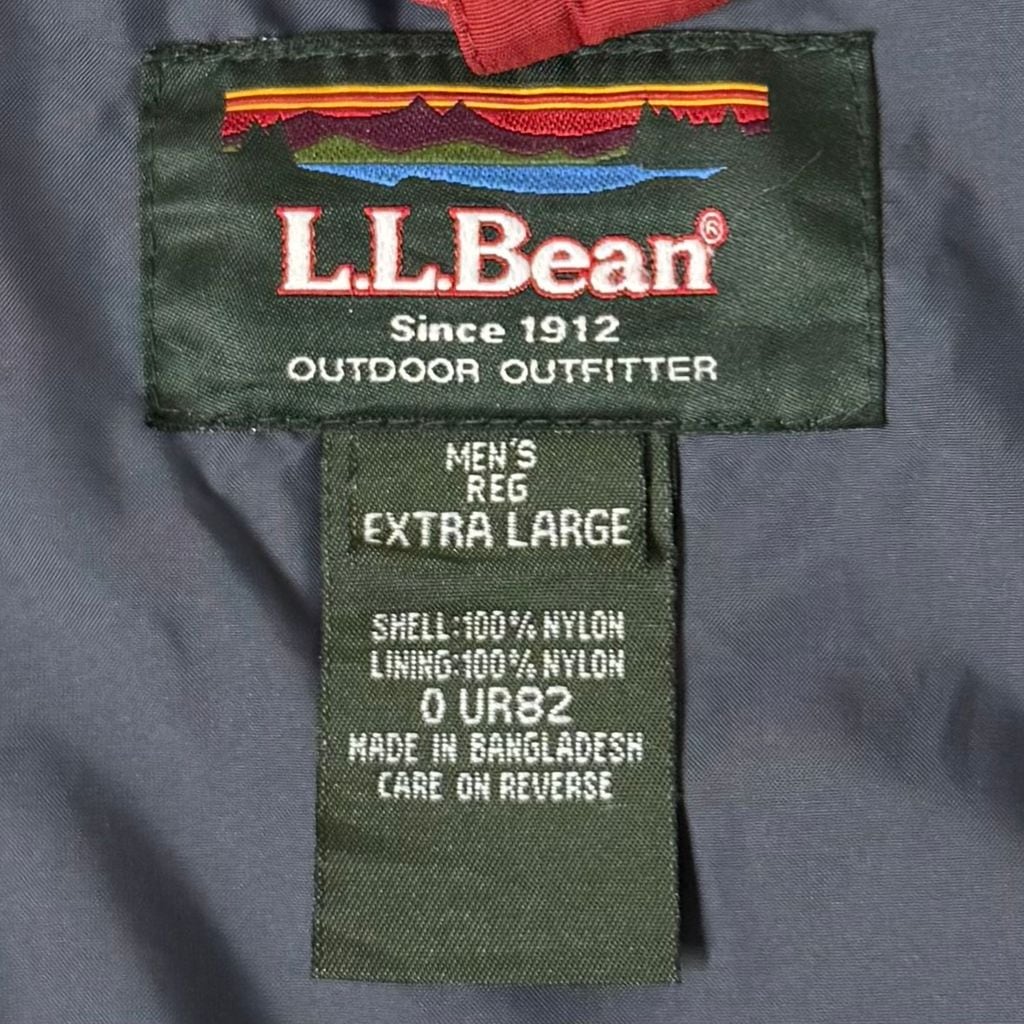 L.L.Bean®
Since 1912
OUTDOOR OUTFITTER
MEN'S
REG
EXTRA LARGE
SHELL:100% NYLON
LINING:100% NYLON
0 UR82
MADE IN BANGLADESH
CARE ON REVERSE